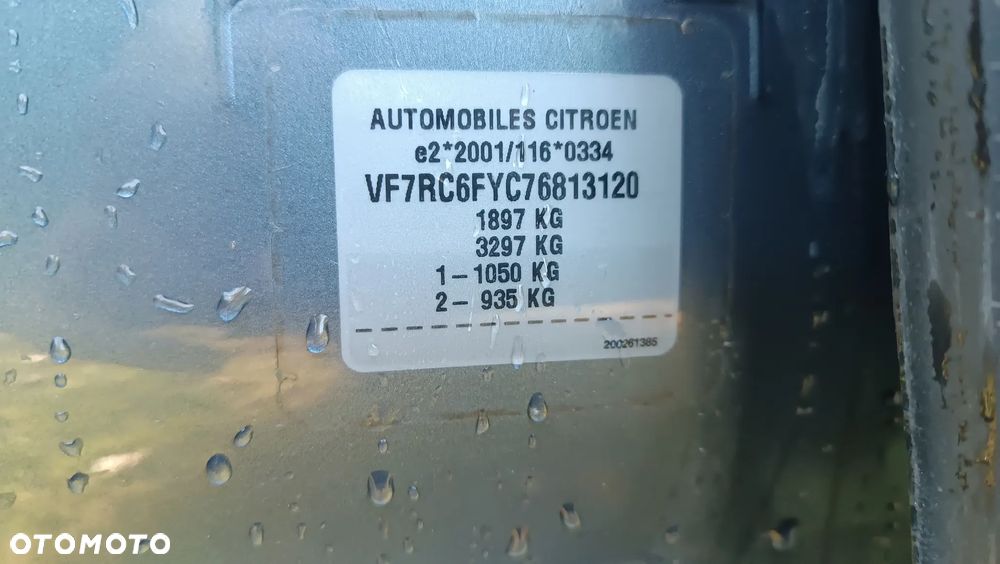 AUTOMOBILES CITROEN
e2*2001/116*0334
VF7RC6FYC76813120
1897 KG
3297 KG
1-1050 KG
2- 935 KG
200261385
OTOMOTO